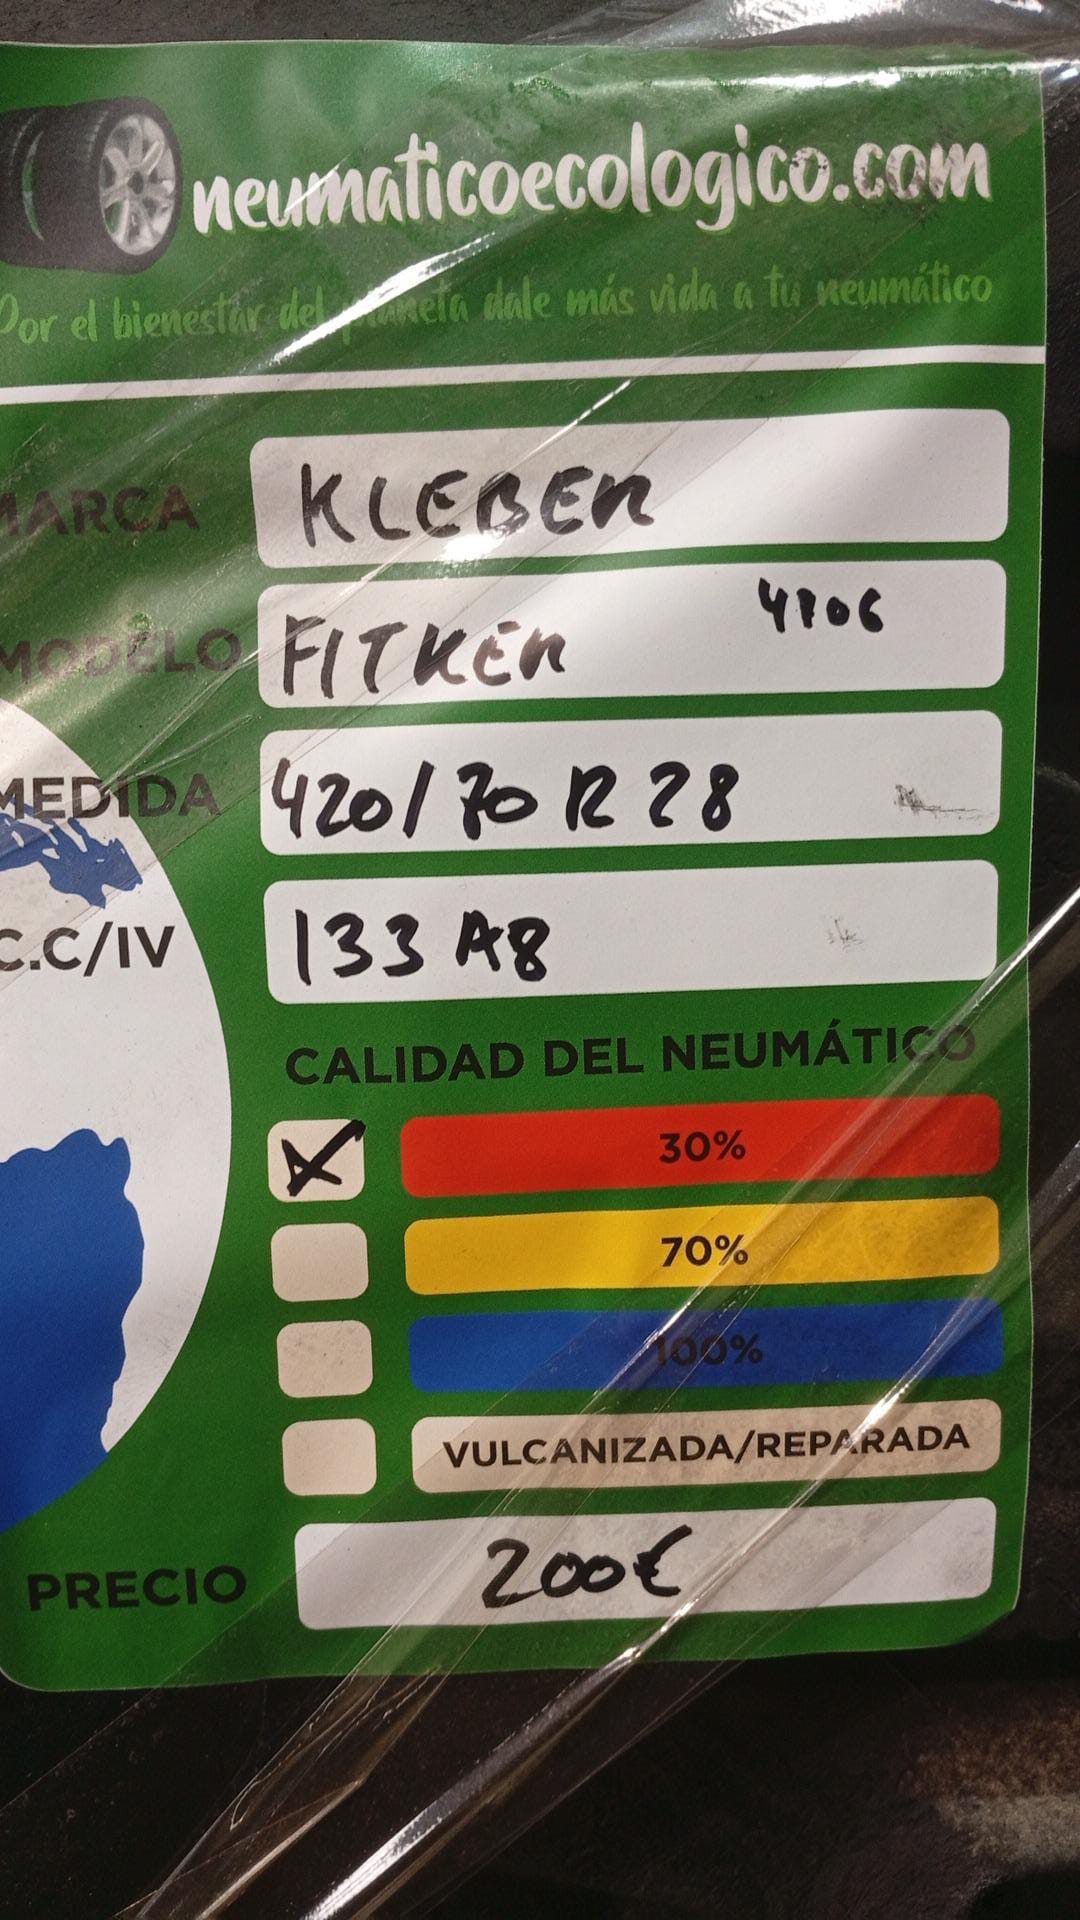 neumaticoecologico.com
Por el bienestar del planeta dale más vida a tu neumático
MARCA KLEBER
MODELO FITKER 4106
MEDIDA 420/70 R 28
C.C/IV 133 A8
CALIDAD DEL NEUMÁTICO
X 30%
70%
100%
VULCANIZADA/REPARADA
PRECIO 200€